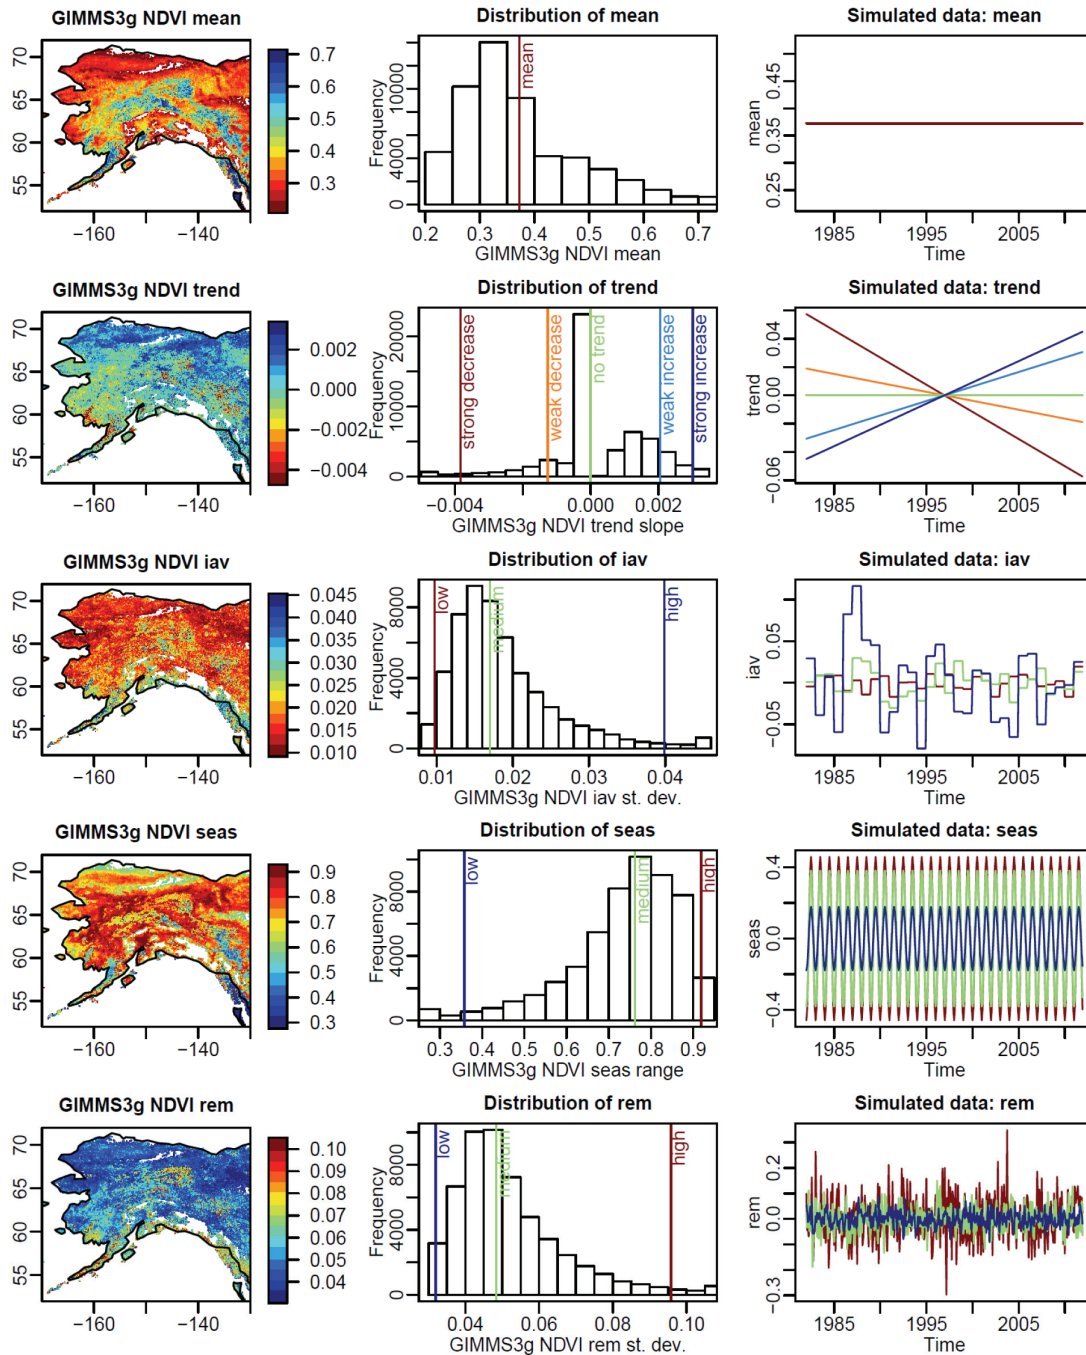 GIMMS3g NDVI mean
70
65
60
55
−160
−140
0.7
0.6
0.5
0.4
0.3
Distribution of mean
Frequency
0
4000
10000
mean
0.2
0.3
0.4
0.5
0.6
0.7
GIMMS3g NDVI mean
Simulated data: mean
mean
0.25
0.35
0.45
1985
1995
2005
Time
GIMMS3g NDVI trend
70
65
60
55
−160
−140
0.002
0.000
−0.002
−0.004
Distribution of trend
Frequency
0
10000
20000
strong decrease
weak decrease
no trend
weak increase
strong increase
−0.004
0.000
0.002
GIMMS3g NDVI trend slope
Simulated data: trend
trend
−0.06
0.00
0.04
1985
1995
2005
Time
GIMMS3g NDVI iav
70
65
60
55
−160
−140
0.045
0.040
0.035
0.030
0.025
0.020
0.015
0.010
Distribution of iav
Frequency
0
4000
8000
low
medium
high
0.01
0.02
0.03
0.04
GIMMS3g NDVI iav st. dev.
Simulated data: iav
iav
−0.05
0.05
1985
1995
2005
Time
GIMMS3g NDVI seas
70
65
60
55
−160
−140
0.9
0.8
0.7
0.6
0.5
0.4
0.3
Distribution of seas
Frequency
0
4000
8000
low
medium
high
0.3
0.4
0.5
0.6
0.7
0.8
0.9
GIMMS3g NDVI seas range
Simulated data: seas
seas
−0.4
0.0
0.4
1985
1995
2005
Time
GIMMS3g NDVI rem
70
65
60
55
−160
−140
0.10
0.09
0.08
0.07
0.06
0.05
0.04
Distribution of rem
Frequency
0
4000
8000
low
medium
high
0.04
0.06
0.08
0.10
GIMMS3g NDVI rem st. dev.
Simulated data: rem
rem
−0.3
0.0
0.2
1985
1995
2005
Time